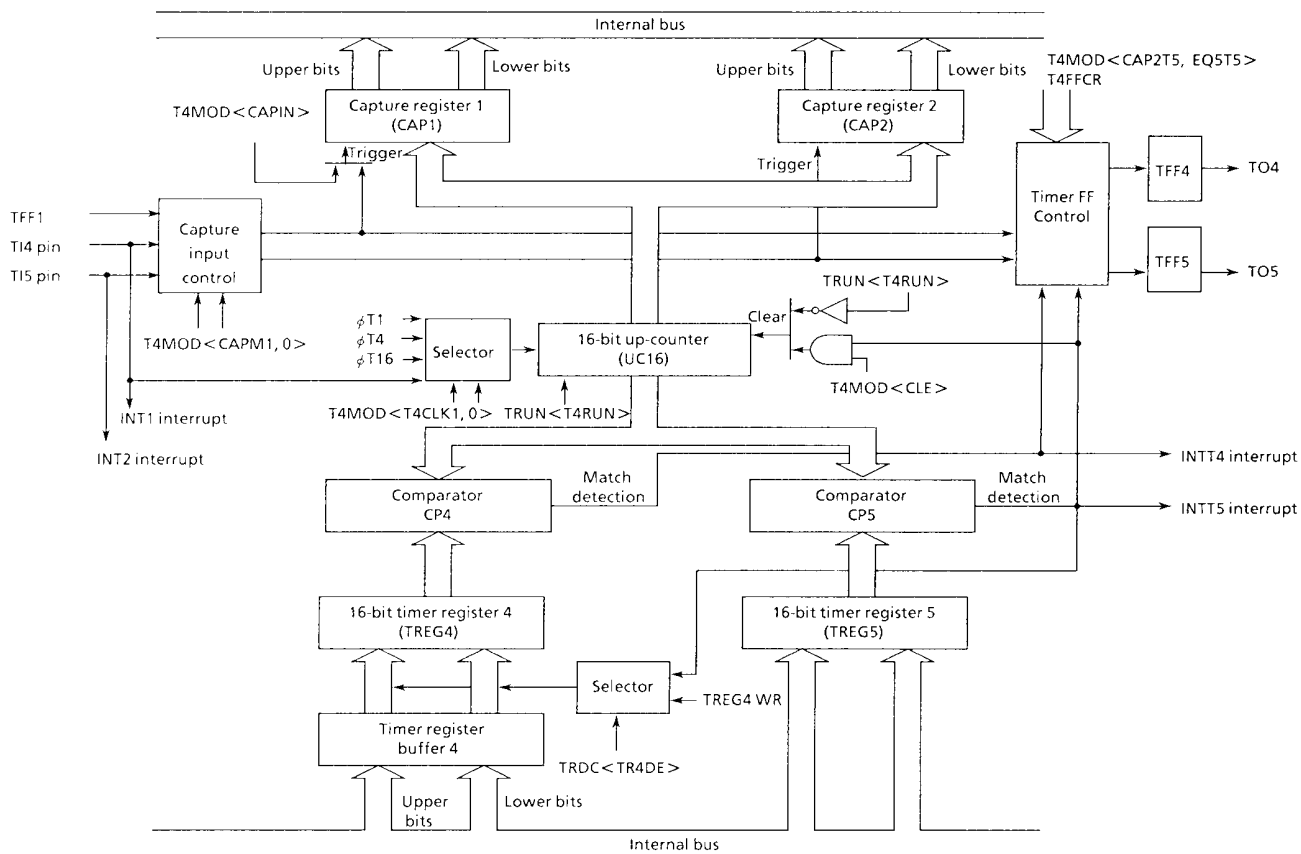 Internal bus
Upper bits
Lower bits
Upper bits
Lower bits
T4MOD<CAP2T5, EQ5T5>
T4FFCR
T4MOD<CAPIN>
Capture register 1
(CAP1)
Capture register 2
(CAP2)
Trigger
Trigger
TFF1
TI4 pin
TI5 pin
Capture
input
control
Timer FF
Control
TFF4
TO4
TFF5
TO5
T4MOD<CAPM1, 0>
TRUN<T4RUN>
Clear
ϕT1
ϕT4
ϕT16
Selector
16-bit up-counter
(UC16)
T4MOD<CLE>
T4MOD<T4CLK1, 0>
TRUN<T4RUN>
INT1 interrupt
INT2 interrupt
INTT4 interrupt
Comparator
CP4
Match
detection
Comparator
CP5
Match
detection
INTT5 interrupt
16-bit timer register 4
(TREG4)
16-bit timer register 5
(TREG5)
Selector
TREG4 WR
Timer register
buffer 4
TRDC<TR4DE>
Upper
bits
Lower bits
Internal bus